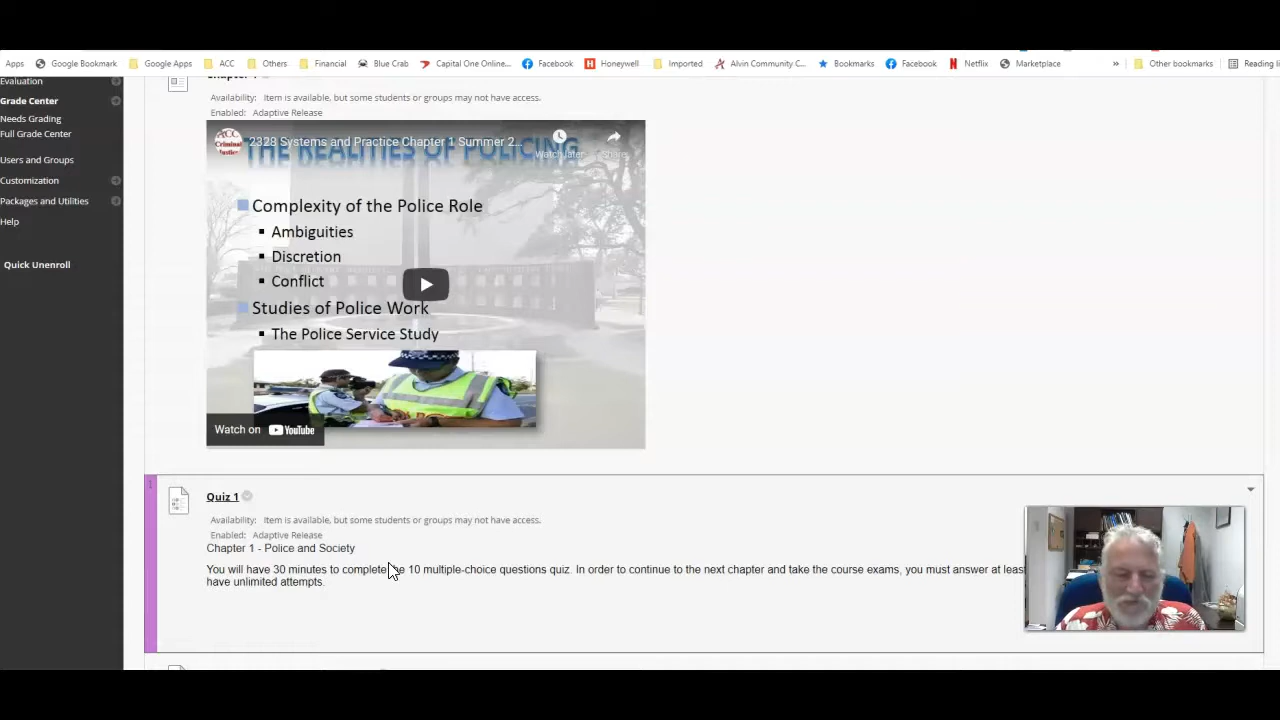 Apps Google Bookmark Google Apps ACC Others Financial Blue Crab Capital One Online... Facebook Honeywell Imported Alvin Community C... Bookmarks Facebook Netflix Marketplace » Other bookmarks Reading li
Evaluation
Grade Center
Needs Grading
Full Grade Center
Users and Groups
Customization
Packages and Utilities
Help
Quick Unenroll
Availability: Item is available, but some students or groups may not have access.
Enabled: Adaptive Release
ACC Criminal Justice
2328 Systems and Practice Chapter 1 Summer 2...
Watch later
Share
THE REALITIES OF POLICING
Complexity of the Police Role
Ambiguities
Discretion
Conflict
Studies of Police Work
The Police Service Study
Watch on YouTube
1
Quiz 1
Availability: Item is available, but some students or groups may not have access.
Enabled: Adaptive Release
Chapter 1 - Police and Society
You will have 30 minutes to complete the 10 multiple-choice questions quiz. In order to continue to the next chapter and take the course exams, you must answer at least
have unlimited attempts.